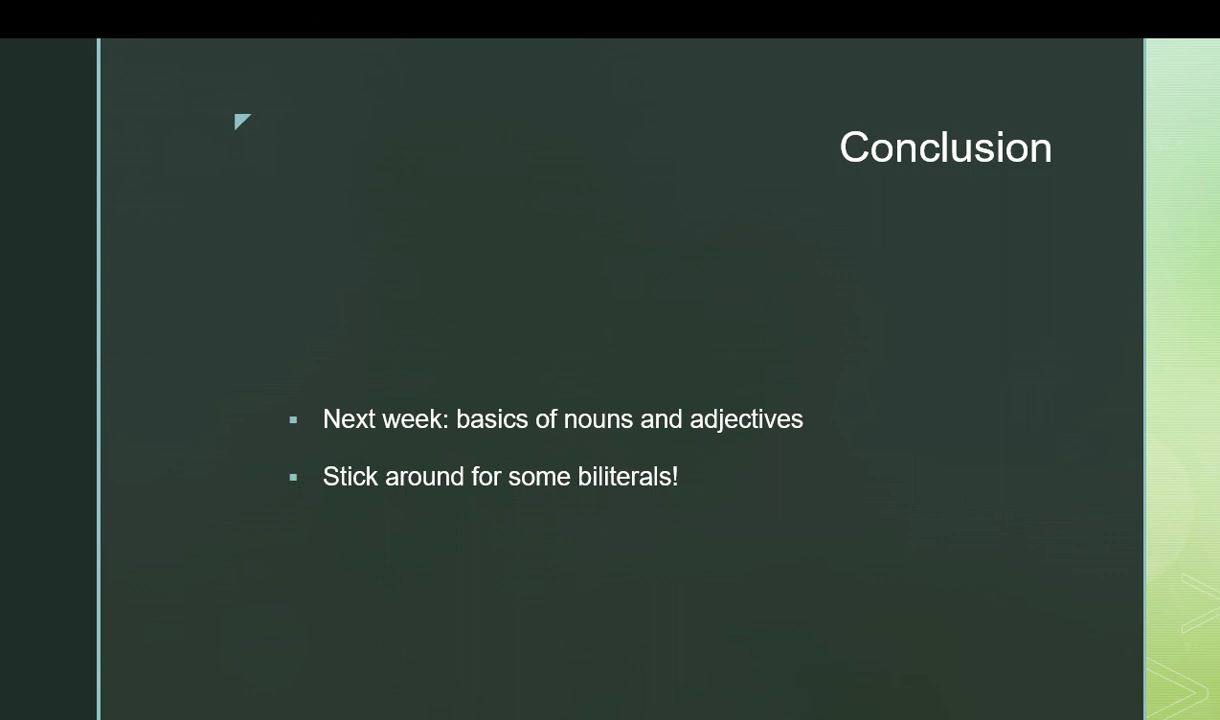 Conclusion
Next week: basics of nouns and adjectives
Stick around for some biliterals!